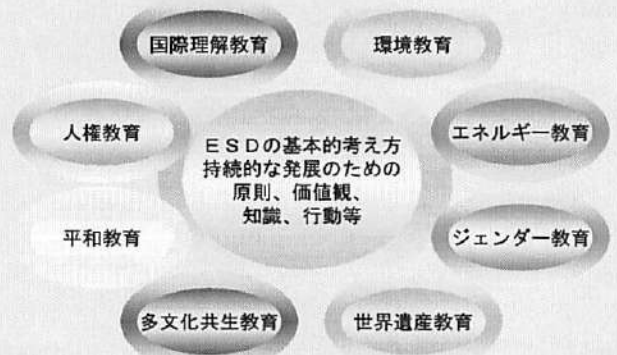 国際理解教育
環境教育
人権教育
ESDの基本的考え方
持続的な発展のための
原則、価値観、
知識、行動等
エネルギー教育
平和教育
ジェンダー教育
多文化共生教育
世界遺産教育